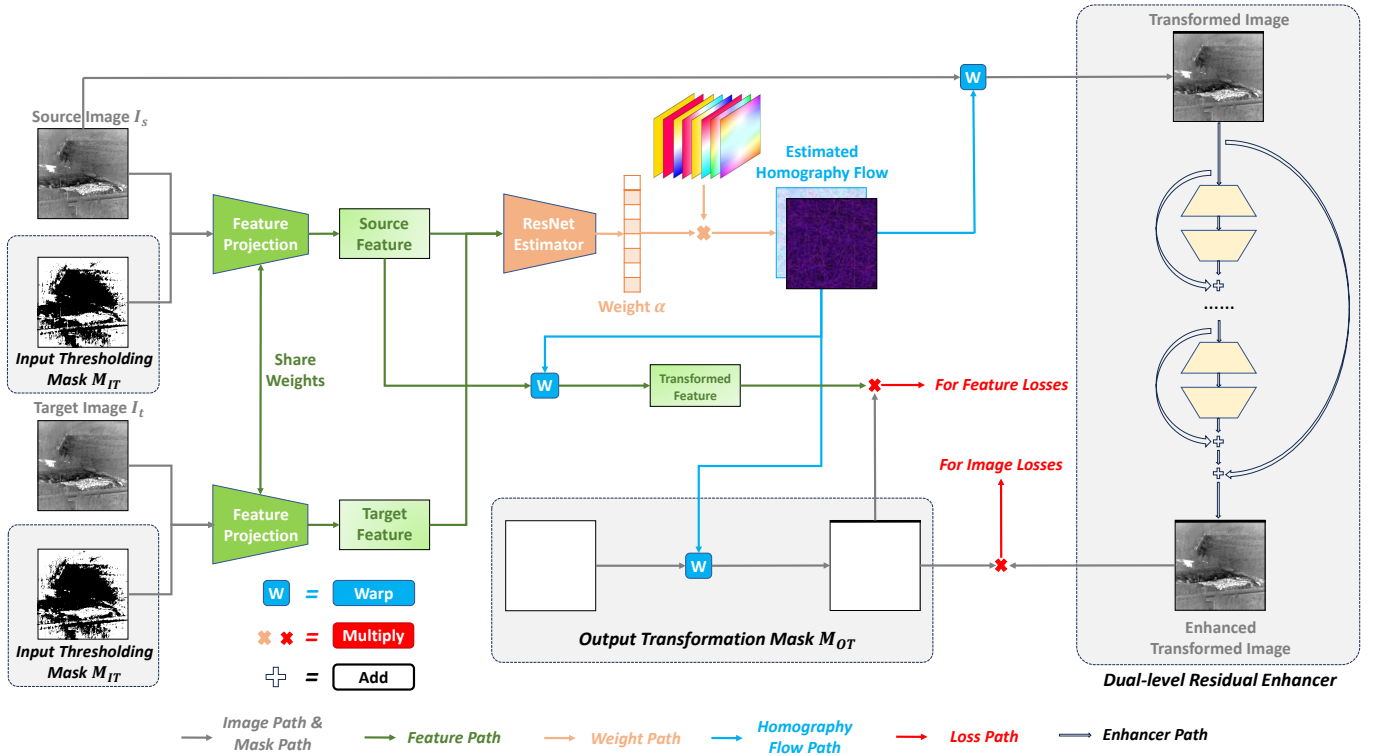 Transformed Image
Source Image I_s
Feature
Projection
Source
Feature
ResNet
Estimator
Weight α
Estimated
Homography Flow
W
Input Thresholding
Mask M_IT
Share
Weights
W
Transformed
Feature
For Feature Losses
Target Image I_t
Feature
Projection
Target
Feature
For Image Losses
......
W
Output Transformation Mask M_OT
Input Thresholding
Mask M_IT
W = Warp
= Multiply
= Add
Enhanced
Transformed Image
Dual-level Residual Enhancer
Image Path &
Mask Path
Feature Path
Weight Path
Homography
Flow Path
Loss Path
Enhancer Path